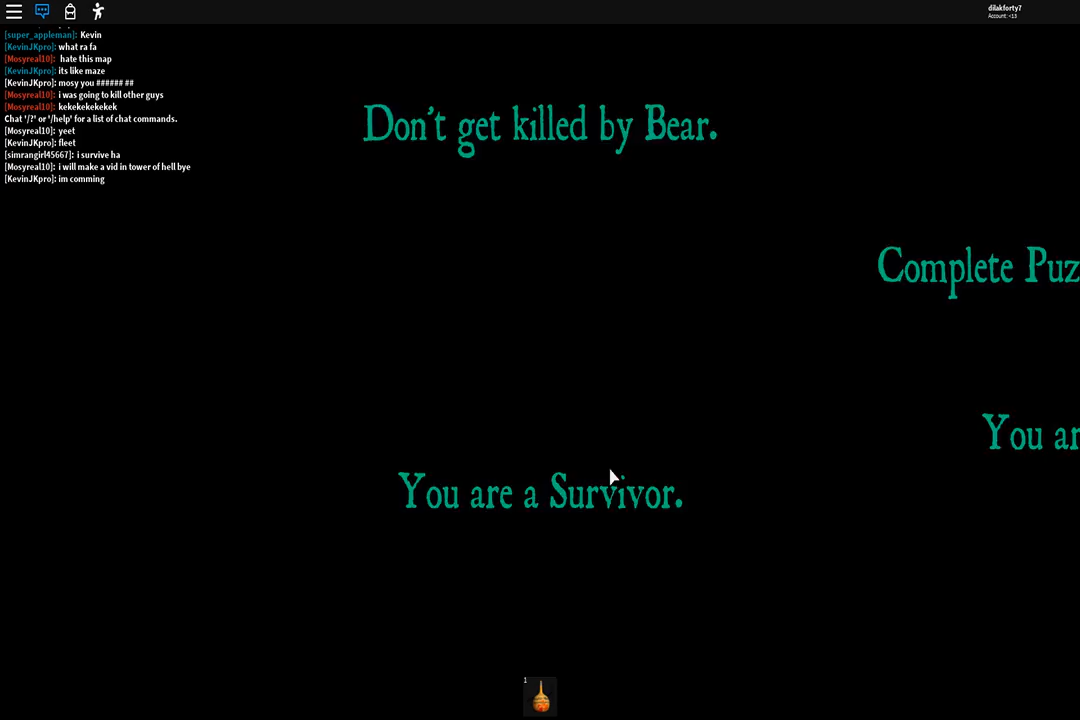 dilakforty7
Account: <13
[super_appleman]: Kevin
[KevinJKpro]: what ra fa
[Mosyreal10]: hate this map
[KevinJKpro]: its like maze
[KevinJKpro]: mosy you ###### ##
[Mosyreal10]: i was going to kill other guys
[Mosyreal10]: kekekekekekek
Chat '/?' or '/help' for a list of chat commands.
[Mosyreal10]: yeet
[KevinJKpro]: fleet
[simrangirl45667]: i survive ha
[Mosyreal10]: i will make a vid in tower of hell bye
[KevinJKpro]: im comming
Don't get killed by Bear.
Complete Puz
You ar
You are a Survivor.
1